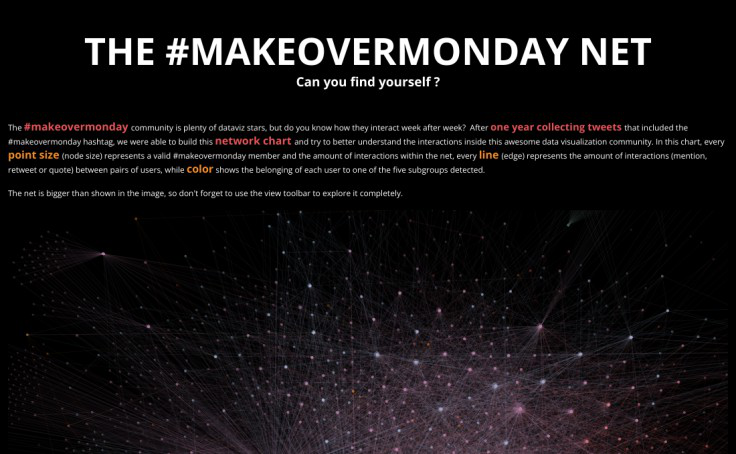 THE #MAKEOVERMONDAY NET
Can you find yourself ?
The #makeovermonday community is plenty of dataviz stars, but do you know how they interact week after week? After one year collecting tweets that included the
#makeovermonday hashtag, we were able to build this network chart and try to better understand the interactions inside this awesome data visualization community. In this chart, every
point size (node size) represents a valid #makeovermonday member and the amount of interactions within the net, every line (edge) represents the amount of interactions (mention,
retweet or quote) between pairs of users, while color shows the belonging of each user to one of the five subgroups detected.
The net is bigger than shown in the image, so don't forget to use the view toolbar to explore it completely.